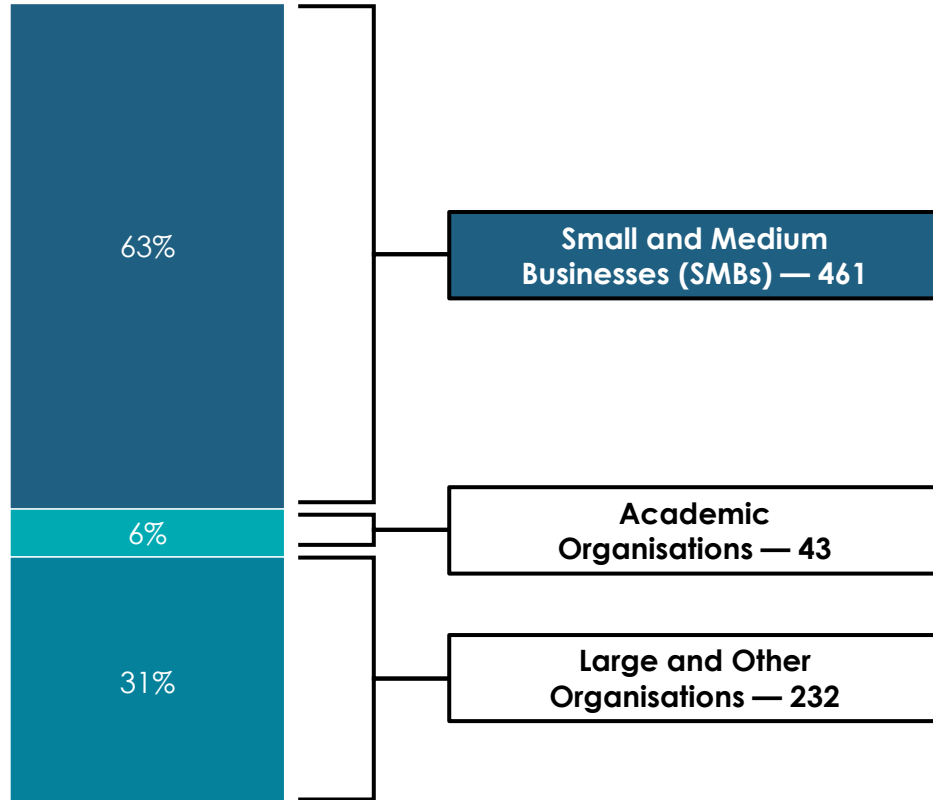 63%
Small and Medium
Businesses (SMBs) — 461
6%
Academic
Organisations — 43
31%
Large and Other
Organisations — 232